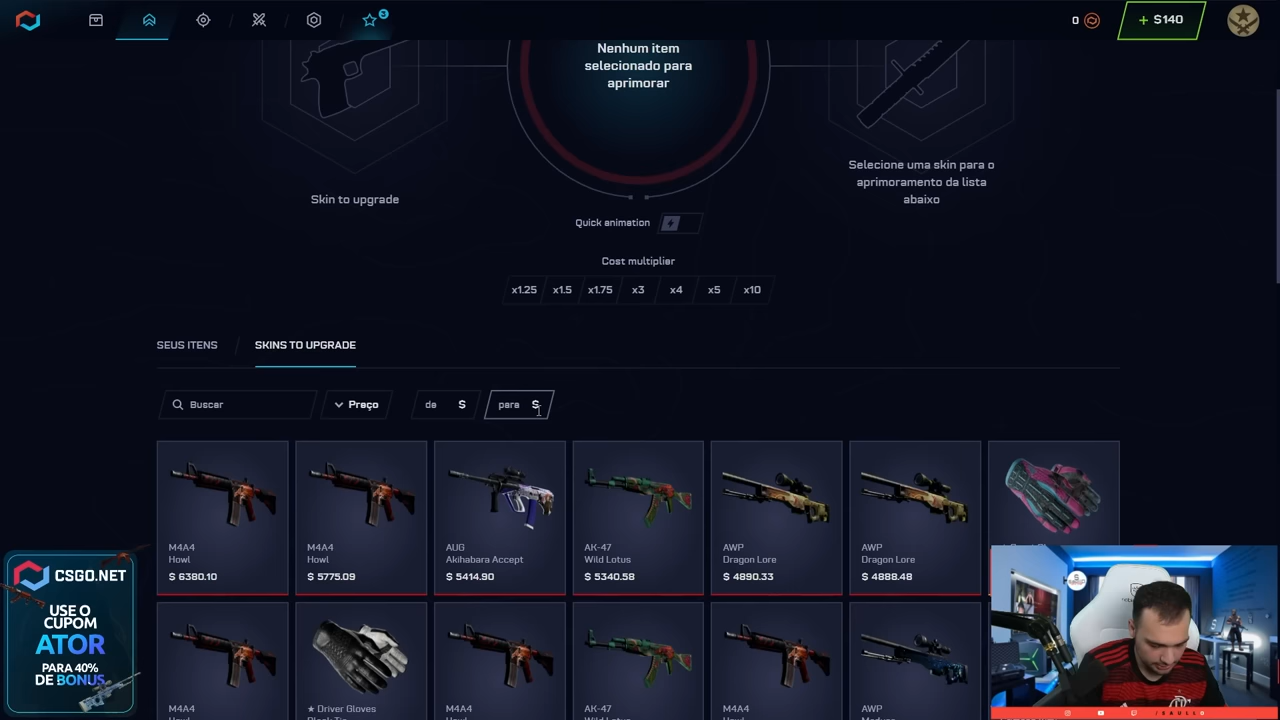 3
0
+ $140
Nenhum item
selecionado para
aprimorar
Selecione uma skin para o
aprimoramento da lista
abaixo
Skin to upgrade
Quick animation
Cost multiplier
x1.25 x1.5 x1.75 x3 x4 x5 x10
SEUS ITENS SKINS TO UPGRADE
Buscar Preço de $ para $
M4A4
Howl
$ 6380.10
M4A4
Howl
$ 5775.09
AUG
Akihabara Accept
$ 5414.90
AK-47
Wild Lotus
$ 5340.58
AWP
Dragon Lore
$ 4890.33
AWP
Dragon Lore
$ 4888.48
CSGO.NET
USE O
CUPOM
ATOR
PARA 40%
DE BONUS
M4A4
★ Driver Gloves
M4A4
AK-47
M4A4
AWP